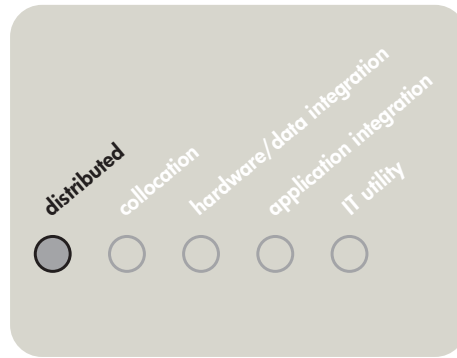 distributed
collocation
hardware/data integration
application integration
IT utility